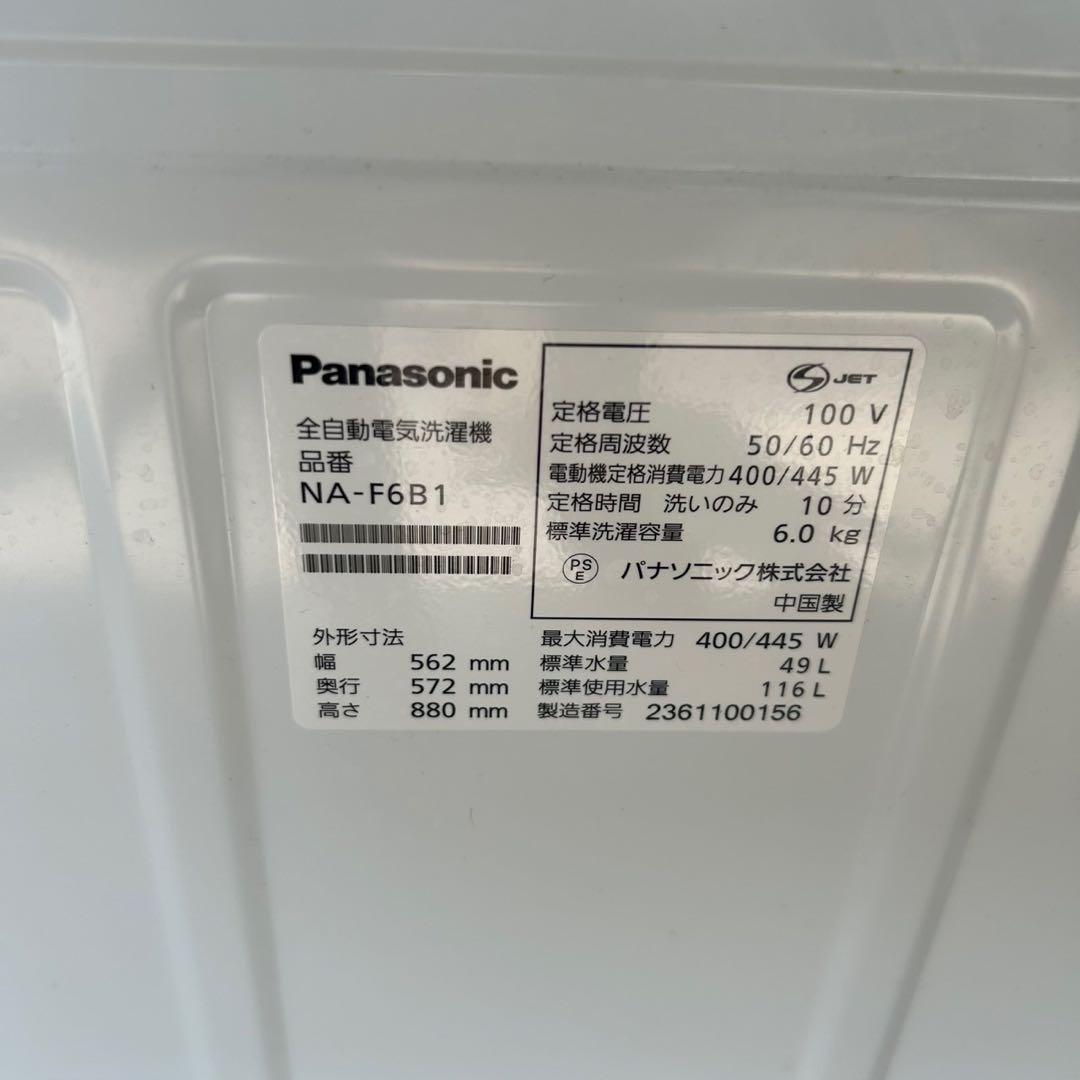 Panasonic
全自動電気洗濯機
品番
NA-F6B1
外形寸法
幅 562 mm
奥行 572 mm
高さ 880 mm
JET
定格電圧 100 V
定格周波数 50/60 Hz
電動機定格消費電力 400/445 W
定格時間 洗いのみ 10 分
標準洗濯容量 6.0 kg
PSE パナソニック株式会社
中国製
最大消費電力 400/445 W
標準水量 49 L
標準使用水量 116 L
製造番号 2361100156